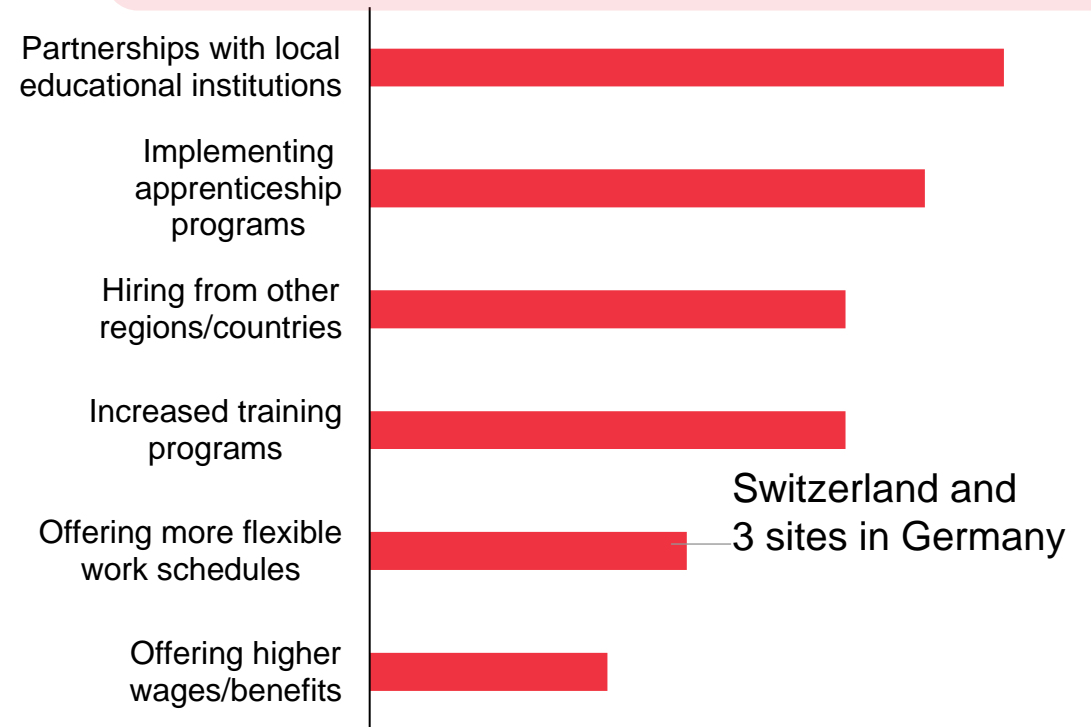 Partnerships with local
educational institutions
Implementing
apprenticeship
programs
Hiring from other
regions/countries
Increased training
programs
Offering more flexible
work schedules
Switzerland and
3 sites in Germany
Offering higher
wages/benefits